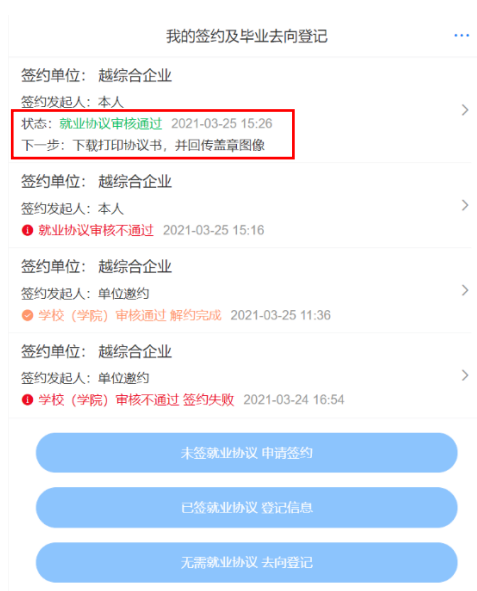 我的签约及毕业去向登记
签约单位： 越综合企业
签约发起人：本人
状态：就业协议审核通过 2021-03-25 15:26
下一步：下载打印协议书，并回传盖章图像
签约单位： 越综合企业
签约发起人：本人
就业协议审核不通过 2021-03-25 15:16
签约单位： 越综合企业
签约发起人：单位邀约
学校（学院）审核通过 解约完成 2021-03-25 11:36
签约单位： 越综合企业
签约发起人：单位邀约
学校（学院）审核不通过 签约失败 2021-03-24 16:54
未签就业协议 申请签约
已签就业协议 登记信息
无需就业协议 去向登记